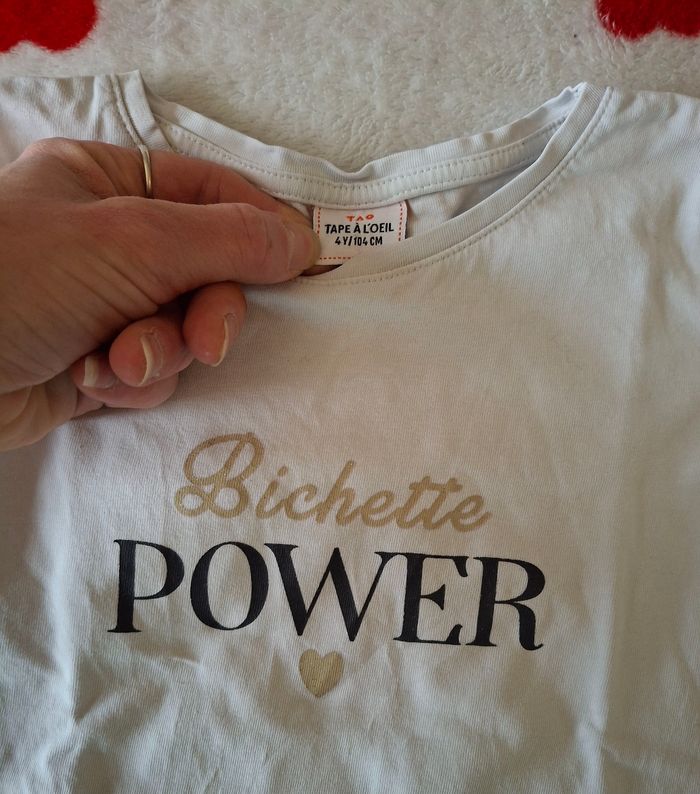 TAO
TAPE À L'OEIL
4Y/104 CM
Bichette
POWER